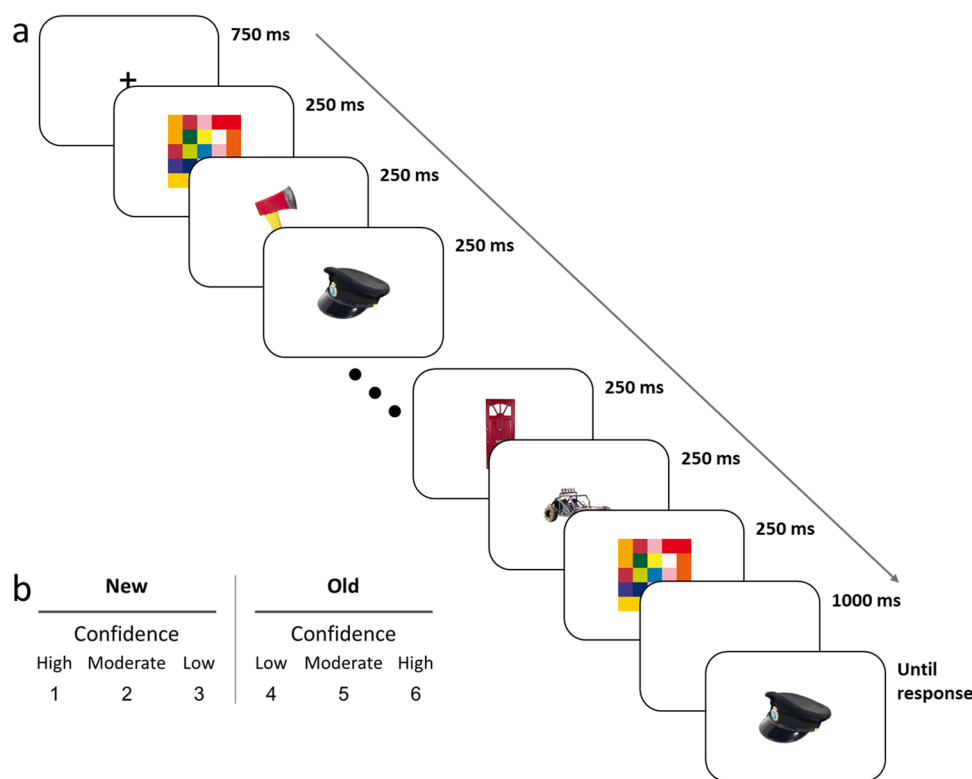 a
750 ms
250 ms
250 ms
250 ms
250 ms
250 ms
250 ms
1000 ms
Until
response
b
New Old
Confidence Confidence
High Moderate Low Low Moderate High
1 2 3 4 5 6